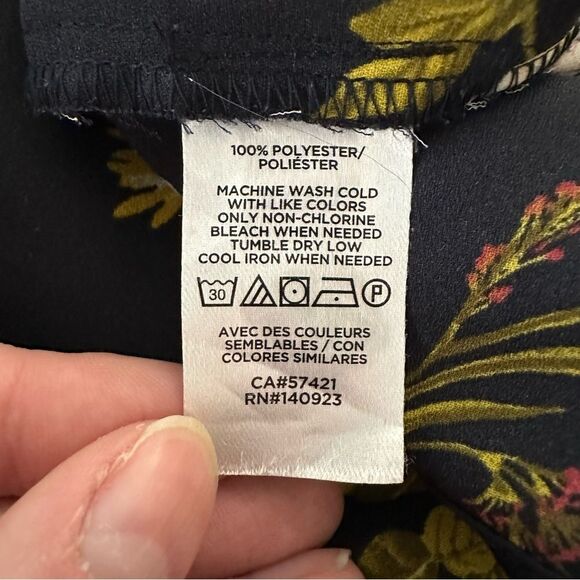 100% POLYESTER/
POLIÉSTER
MACHINE WASH COLD
WITH LIKE COLORS
ONLY NON-CHLORINE
BLEACH WHEN NEEDED
TUMBLE DRY LOW
COOL IRON WHEN NEEDED
30 P
AVEC DES COULEURS
SEMBLABLES / CON
COLORES SIMILARES
CA#57421
RN#140923